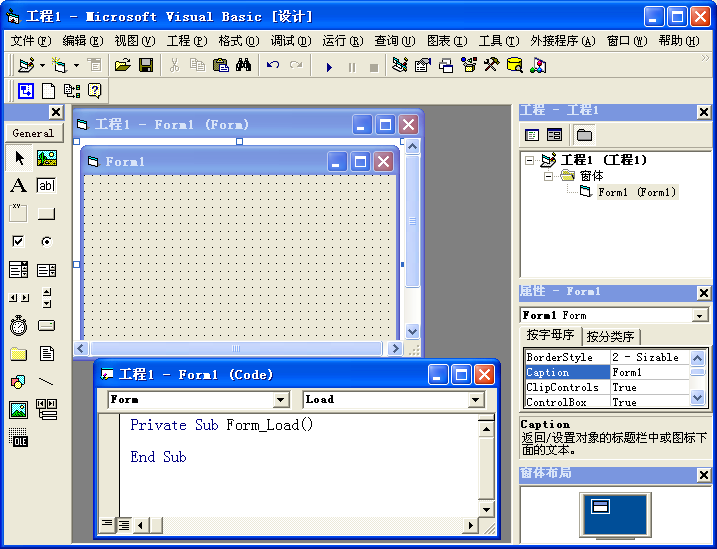 工程1 - Microsoft Visual Basic [设计]
文件(F) 编辑(E) 视图(V) 工程(P) 格式(O) 调试(D) 运行(R) 查询(U) 图表(I) 工具(T) 外接程序(A) 窗口(W) 帮助(H)
General
A
ab|
XY
OLE
工程1 - Form1 (Form)
Form1
工程1 - Form1 (Code)
Form
Load
Private Sub Form_Load()
End Sub
工程 - 工程1
工程1 (工程1)
窗体
Form1 (Form1)
属性 - Form1
Form1 Form
按字母序 按分类序
BorderStyle 2 - Sizable
Caption Form1
ClipControls True
ControlBox True
Caption
返回/设置对象的标题栏中或图标下
面的文本。
窗体布局